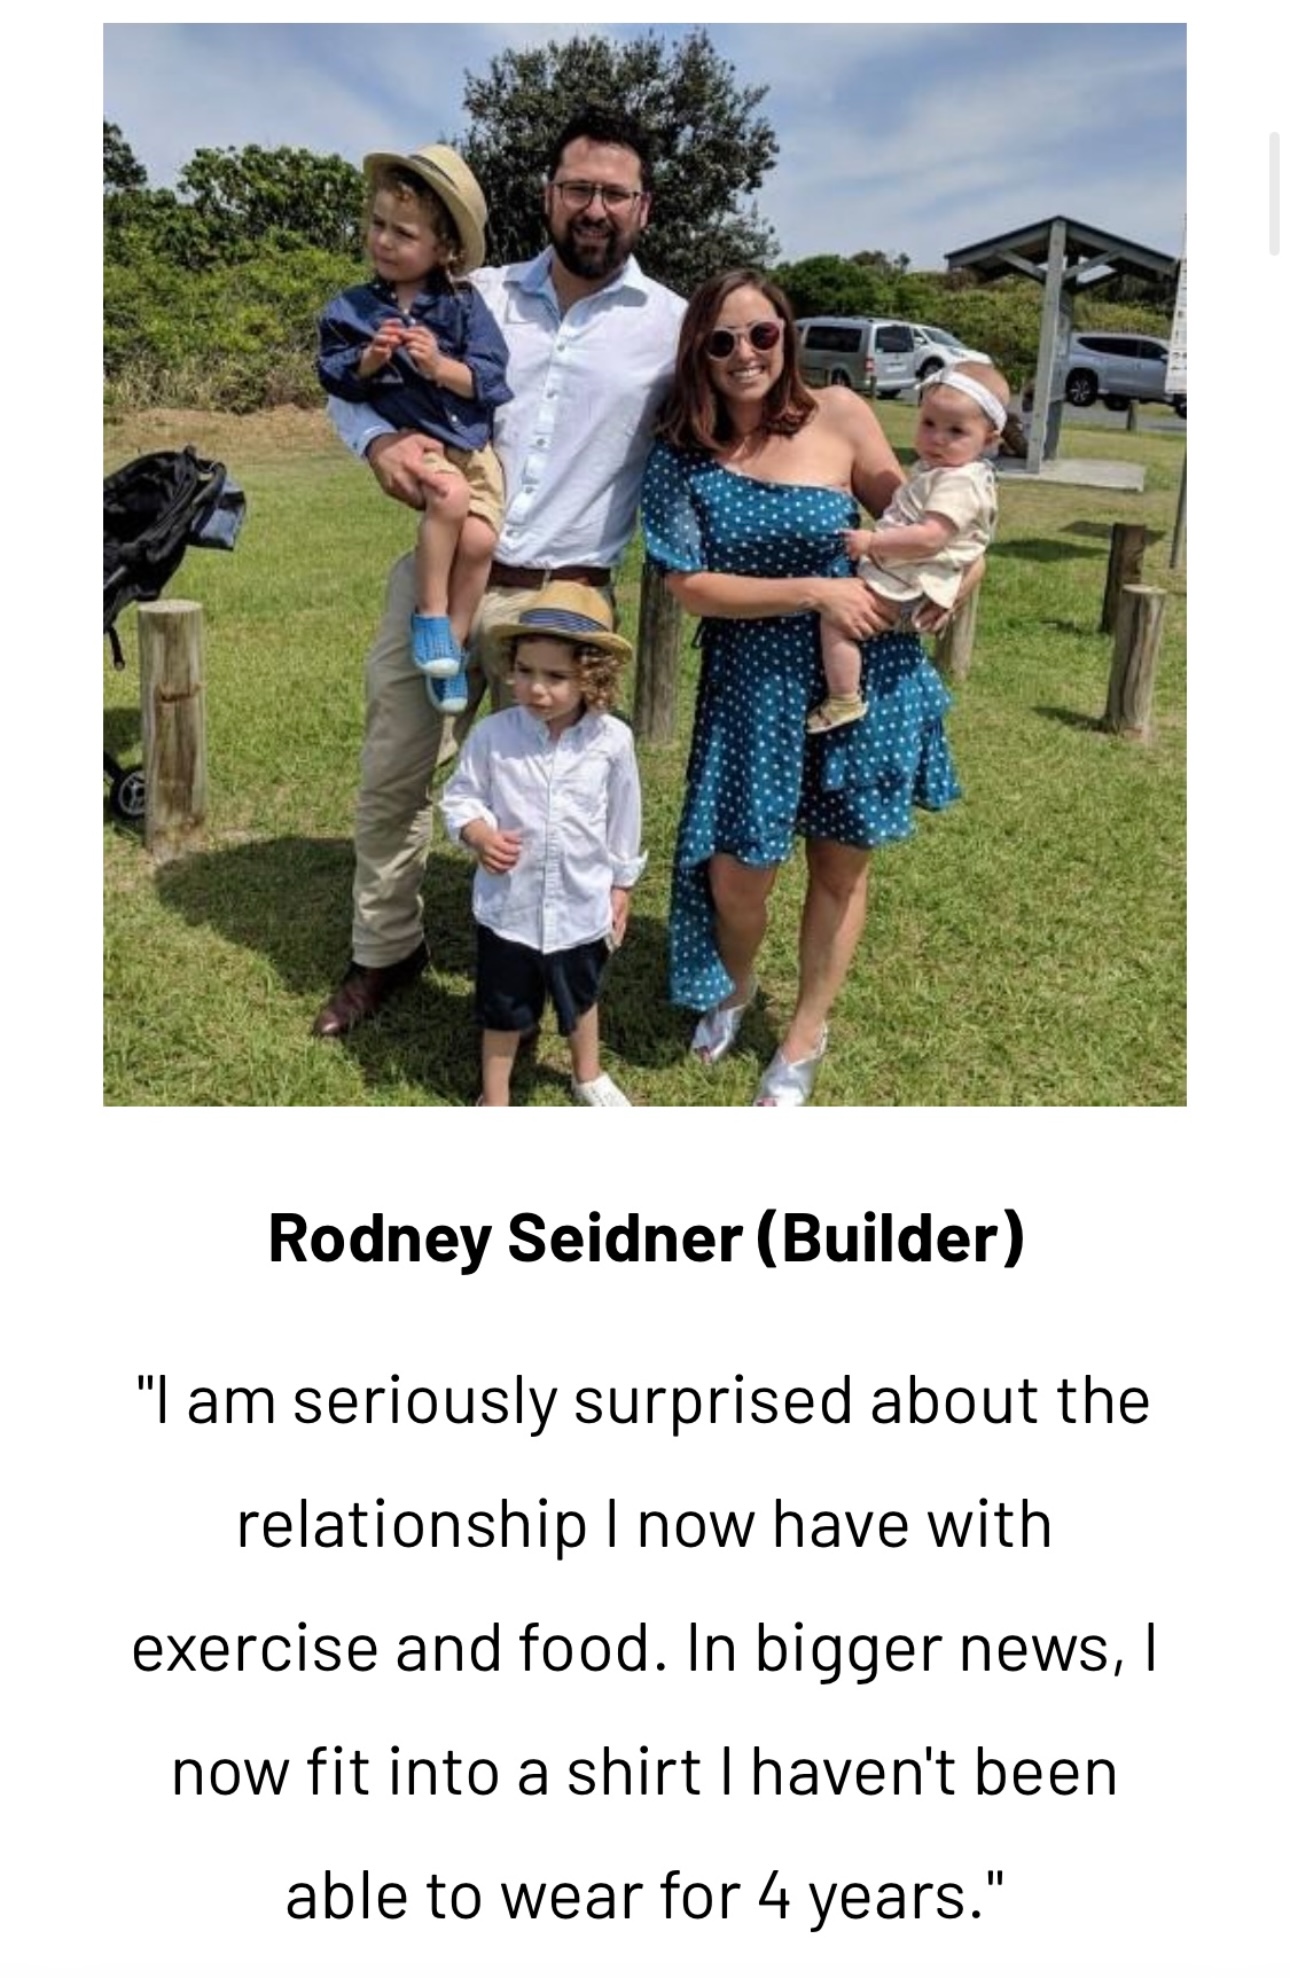 Rodney Seidner (Builder)
"I am seriously surprised about the
relationship I now have with
exercise and food. In bigger news, I
now fit into a shirt I haven't been
able to wear for 4 years."